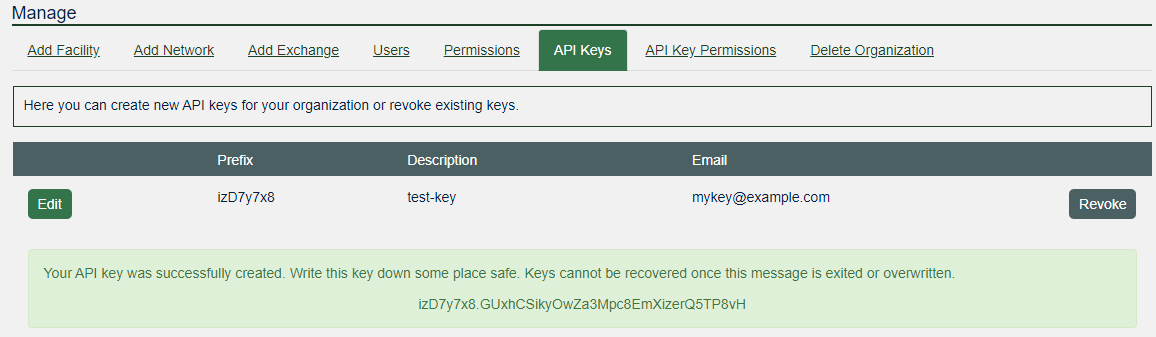 Manage
Add Facility Add Network Add Exchange Users Permissions API Keys API Key Permissions Delete Organization
Here you can create new API keys for your organization or revoke existing keys.
Prefix Description Email
Edit izD7y7x8 test-key mykey@example.com Revoke
Your API key was successfully created. Write this key down some place safe. Keys cannot be recovered once this message is exited or overwritten.
izD7y7x8.GUxhCSikyOwZa3Mpc8EmXizerQ5TP8vH